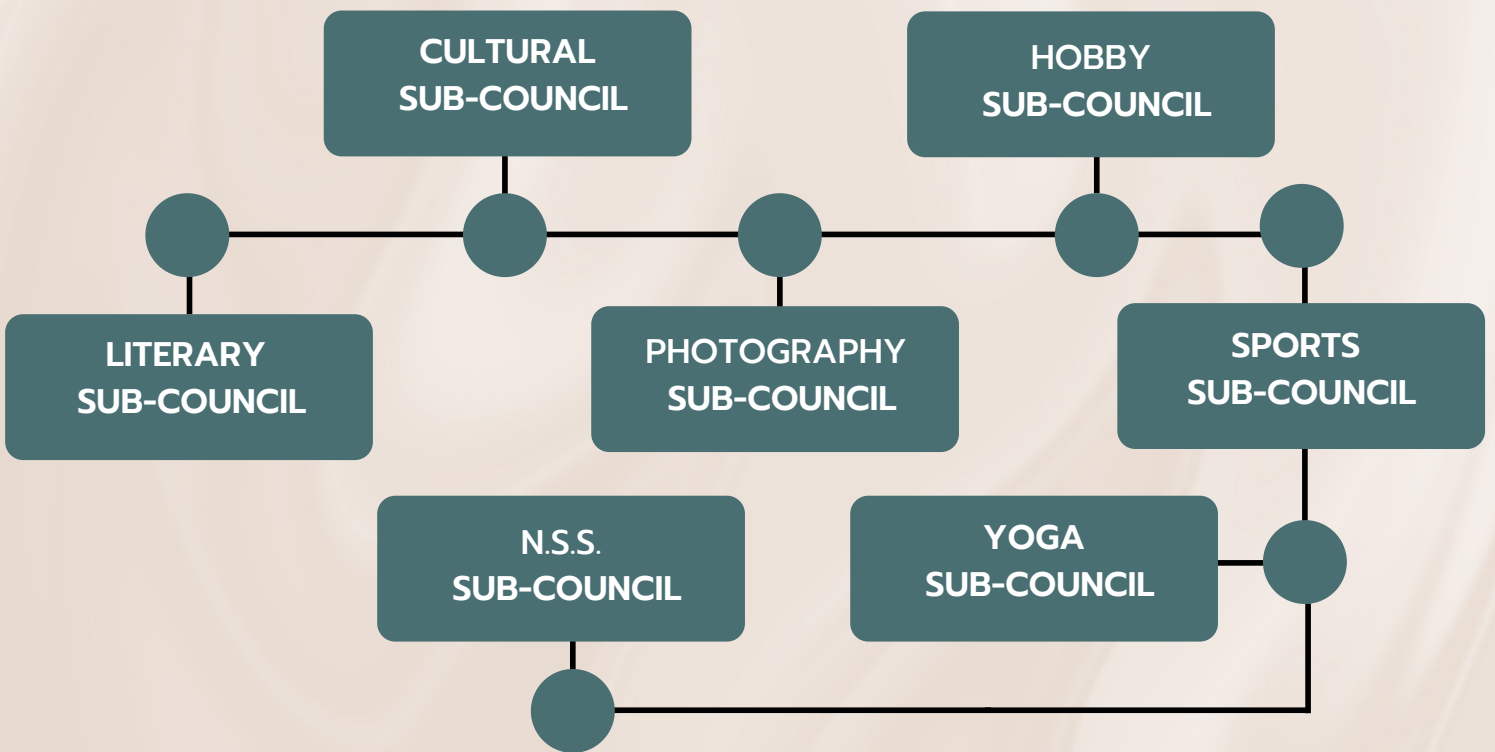 CULTURAL
SUB-COUNCIL
HOBBY
SUB-COUNCIL
LITERARY
SUB-COUNCIL
PHOTOGRAPHY
SUB-COUNCIL
SPORTS
SUB-COUNCIL
N.S.S.
SUB-COUNCIL
YOGA
SUB-COUNCIL